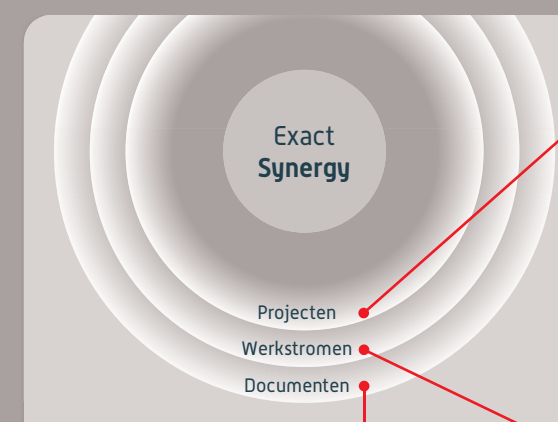 Exact
Synergy
Projecten
Werkstromen
Documenten